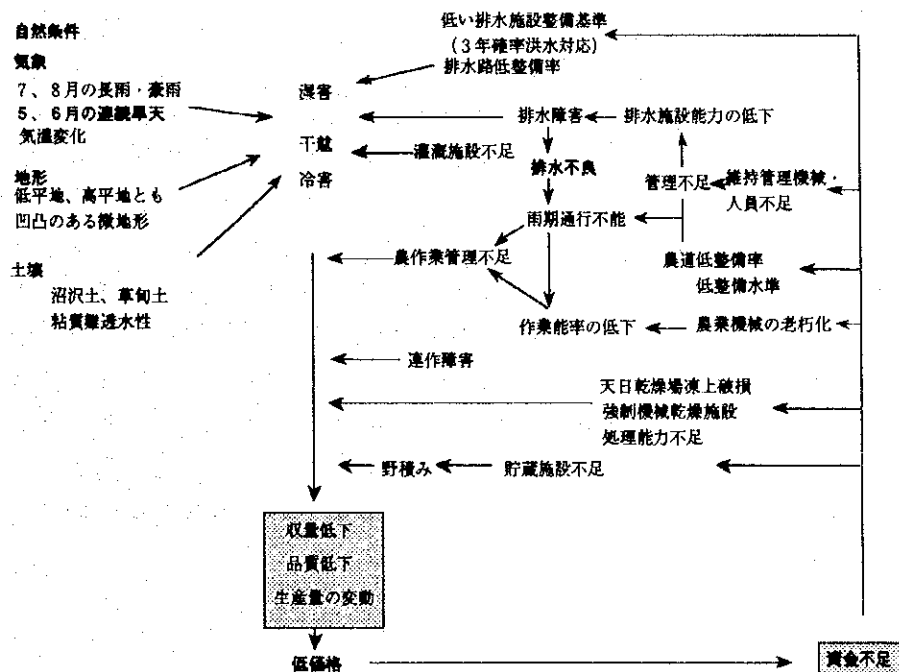 自然条件
気象
7、8月の長雨・豪雨
5、6月の連続旱天
気温変化
地形
低平地、高平地とも
凹凸のある微地形
土壌
沼沢土、草甸土
粘質難透水性
湿害
干魃
冷害
低い排水施設整備基準
(3年確率洪水対応)
排水路低整備率
排水障害
排水施設能力の低下
灌漑施設不足
排水不良
管理不足
維持管理機械・
人員不足
雨期通行不能
農作業管理不足
農道低整備率
低整備水準
作業能率の低下
農業機械の老朽化
連作障害
天日乾燥場凍上破損
強制機械乾燥施設
処理能力不足
野積み
貯蔵施設不足
収量低下
品質低下
生産量の変動
低価格
資金不足